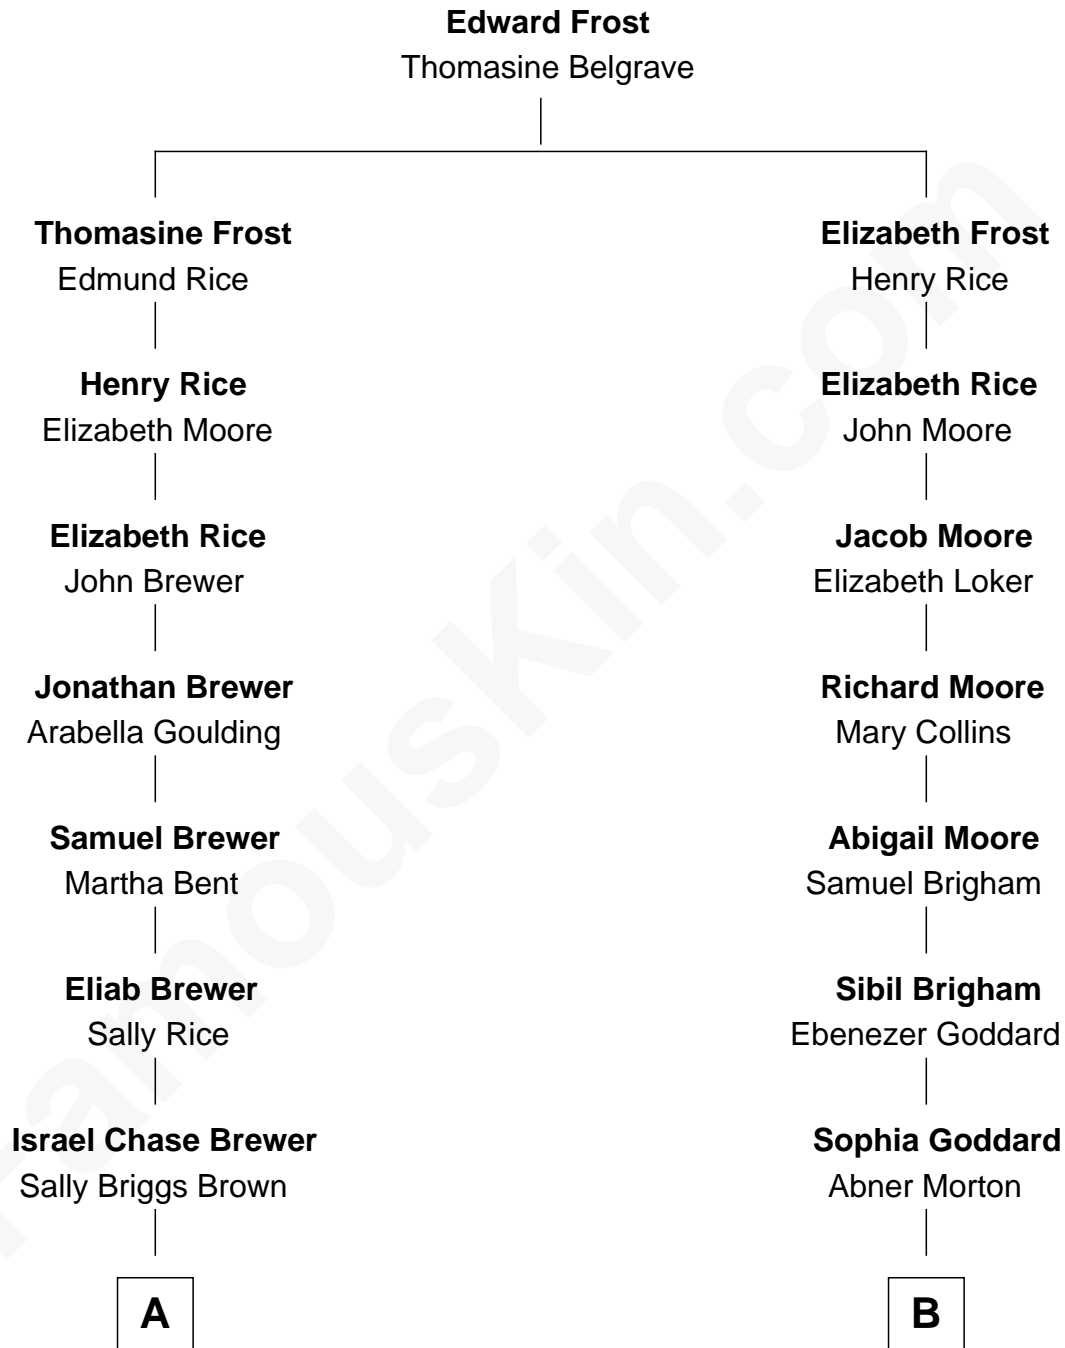 Edward Frost
Thomasine Belgrave
Thomasine Frost
Edmund Rice
Elizabeth Frost
Henry Rice
Henry Rice
Elizabeth Moore
Elizabeth Rice
John Moore
Elizabeth Rice
John Brewer
Jacob Moore
Elizabeth Loker
Jonathan Brewer
Arabella Goulding
Richard Moore
Mary Collins
Samuel Brewer
Martha Bent
Abigail Moore
Samuel Brigham
Eliab Brewer
Sally Rice
Sibil Brigham
Ebenezer Goddard
Israel Chase Brewer
Sally Briggs Brown
Sophia Goddard
Abner Morton
A
B
FamousKin.com